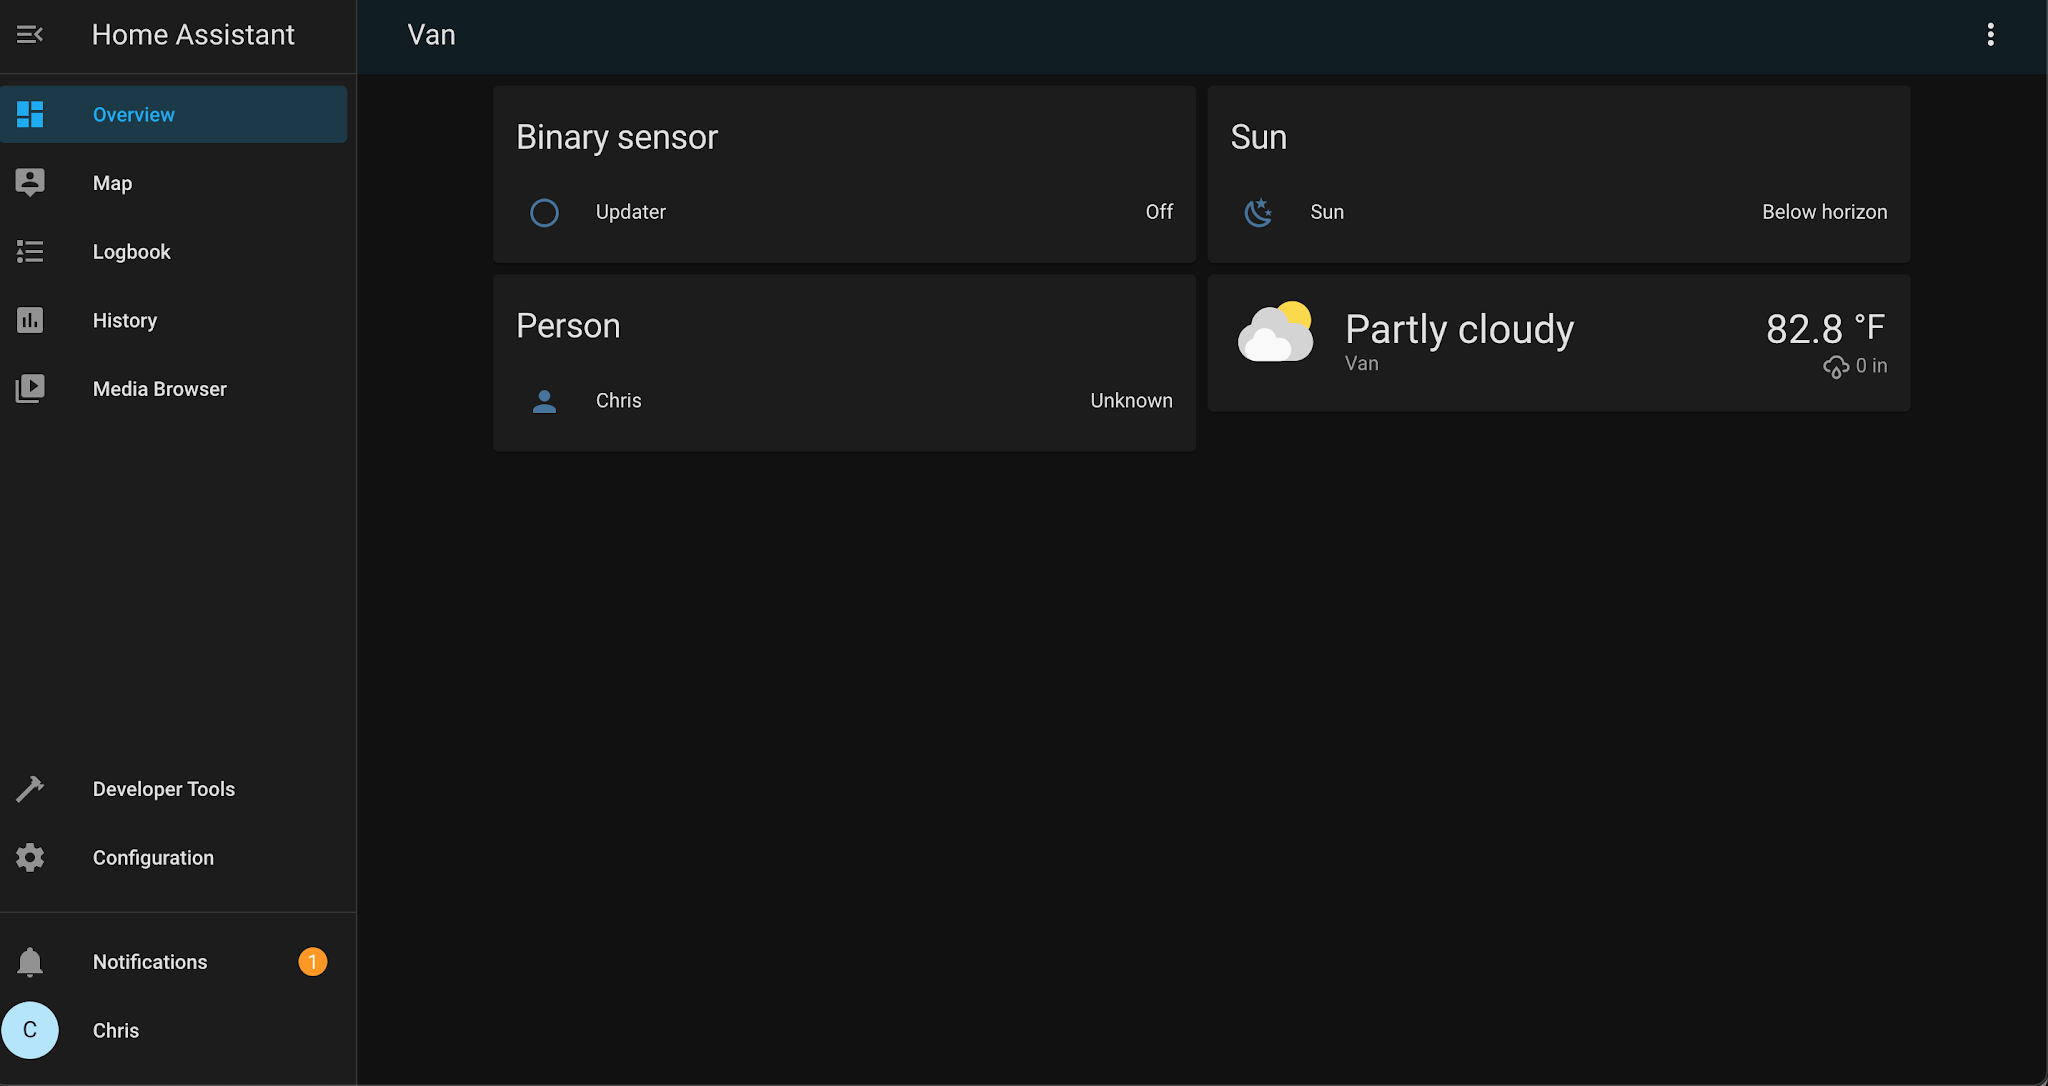 Home Assistant
Van
Overview
Map
Logbook
History
Media Browser
Developer Tools
Configuration
Notifications 1
C Chris
Binary sensor
Updater Off
Person
Chris Unknown
Sun
Sun Below horizon
Partly cloudy 82.8 °F
Van 0 in